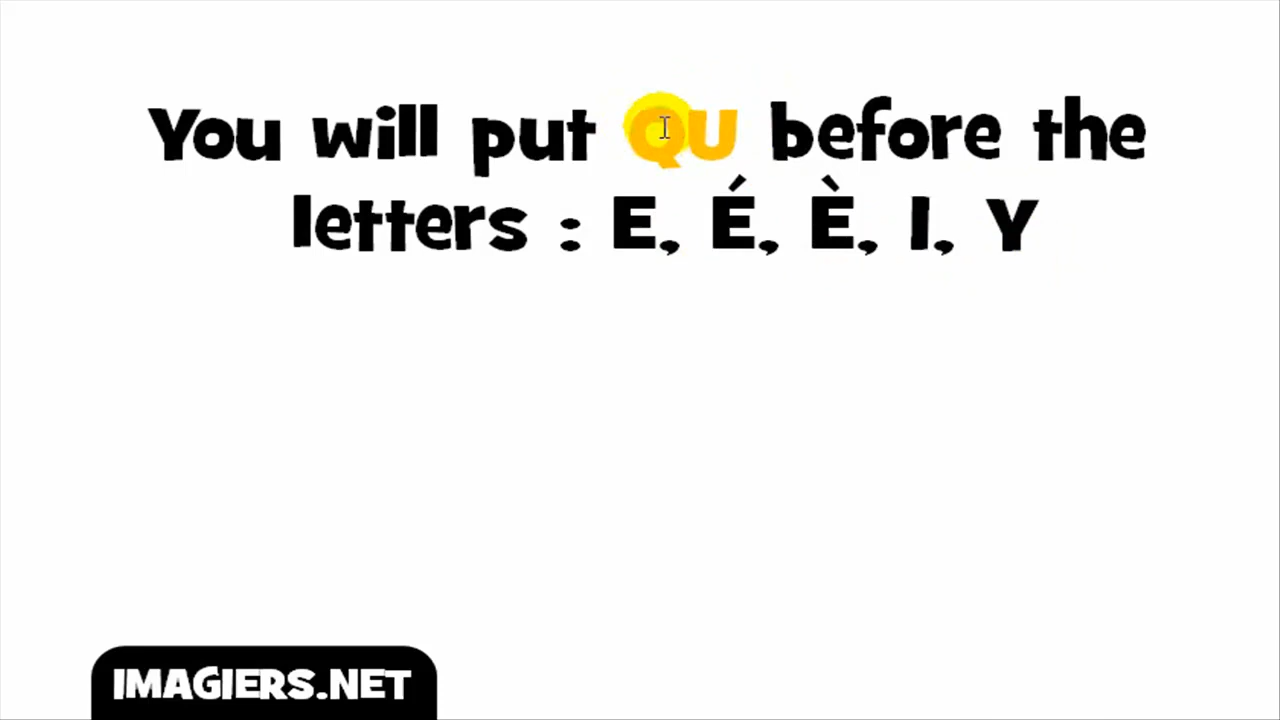 You will put QU before the
letters : E, É, È, I, Y
IMAGIERS.NET